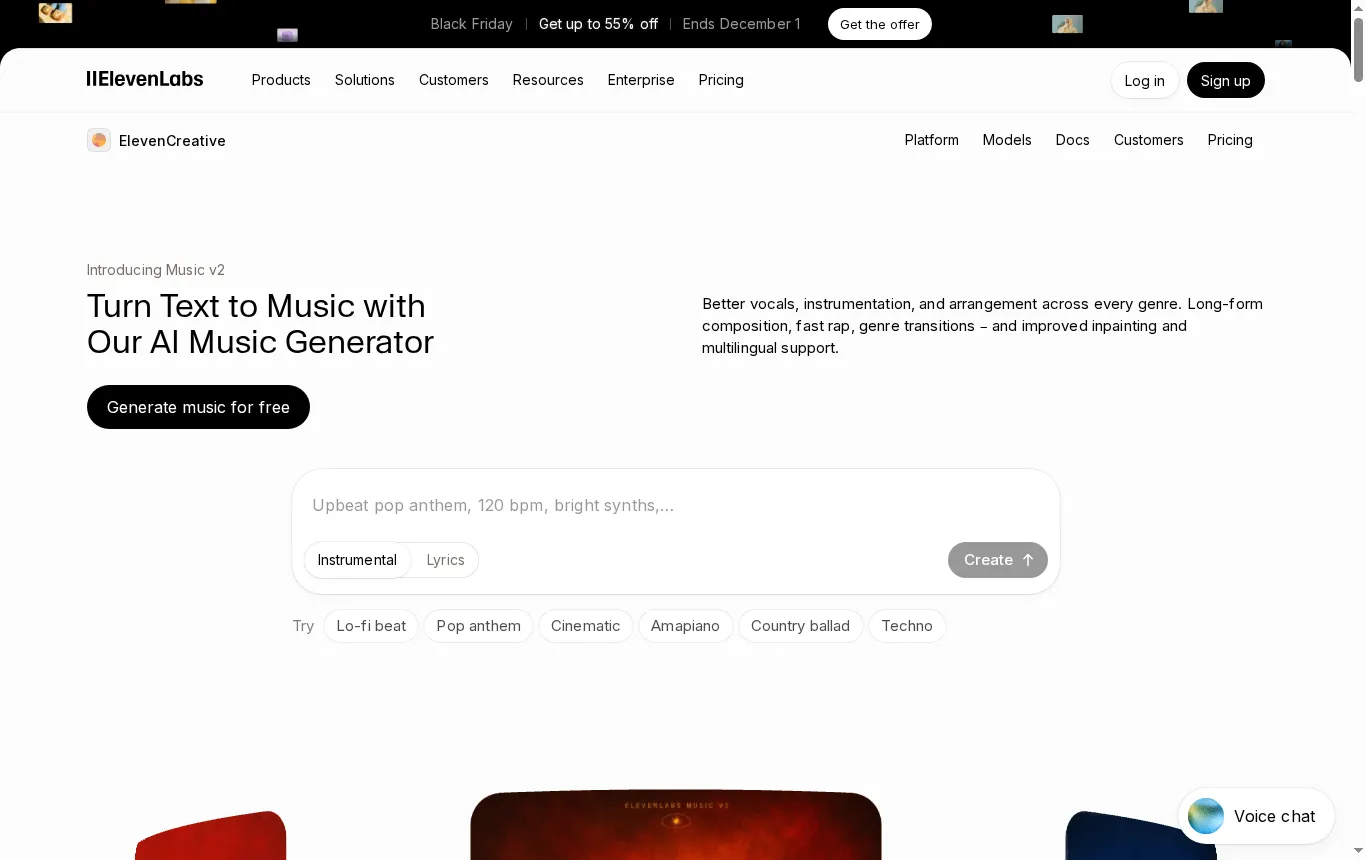 Black Friday
Get up to 55% off
Ends December 1
Get the offer
IIElevenLabs
Products
Solutions
Customers
Resources
Enterprise
Pricing
Log in
Sign up
ElevenCreative
Platform
Models
Docs
Customers
Pricing
Introducing Music v2
Turn Text to Music with
Our AI Music Generator
Better vocals, instrumentation, and arrangement across every genre. Long-form
composition, fast rap, genre transitions – and improved inpainting and
multilingual support.
Generate music for free
Upbeat pop anthem, 120 bpm, bright synths,...
Instrumental
Lyrics
Create ↑
Try
Lo-fi beat
Pop anthem
Cinematic
Amapiano
Country ballad
Techno
ELEVENLABS MUSIC V2
Voice chat